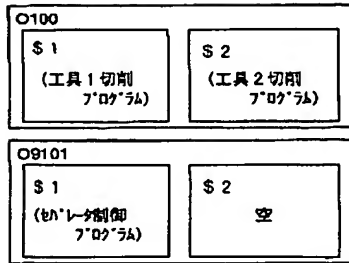 O100
$1
(工具1切削
プログラム)
$2
(工具2切削
プログラム)
O9101
$1
(セパレータ制御
プログラム)
$2
空